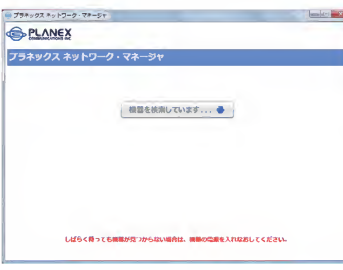 プラネックス ネットワーク・マネージャ
PLANEX
COMMUNICATIONS INC.
プラネックス ネットワーク・マネージャ
機器を検索しています...
しばらく待っても機器が見つからない場合は、機器の電源を入れなおしてください。